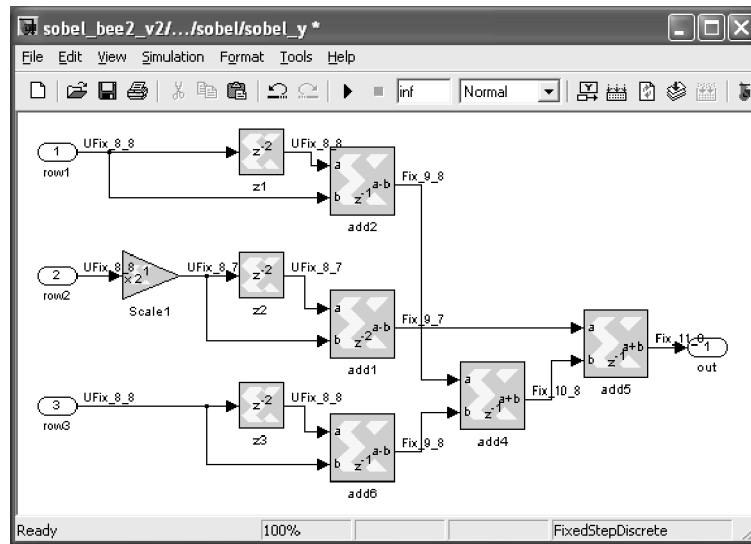 sobel_bee2_v2/.../sobel/sobel_y *
File Edit View Simulation Format Tools Help
inf Normal
1 UFix_8_8 z-2 UFix_8_8
row1 z1
a b a-b z-1 Fix_9_8
add2
2 UFix_8_8 x 21 UFix_8_7 z-2 UFix_8_7
row2 Scale1 z2
a b a-b z-2 Fix_9_7
add1
a b a+b z-1 Fix_11_8 1
add5 out
a b a+b z-1 Fix_10_8
add4
3 UFix_8_8 z-2 UFix_8_8
row3 z3
a b a-b z-1 Fix_9_8
add6
Ready 100% FixedStepDiscrete